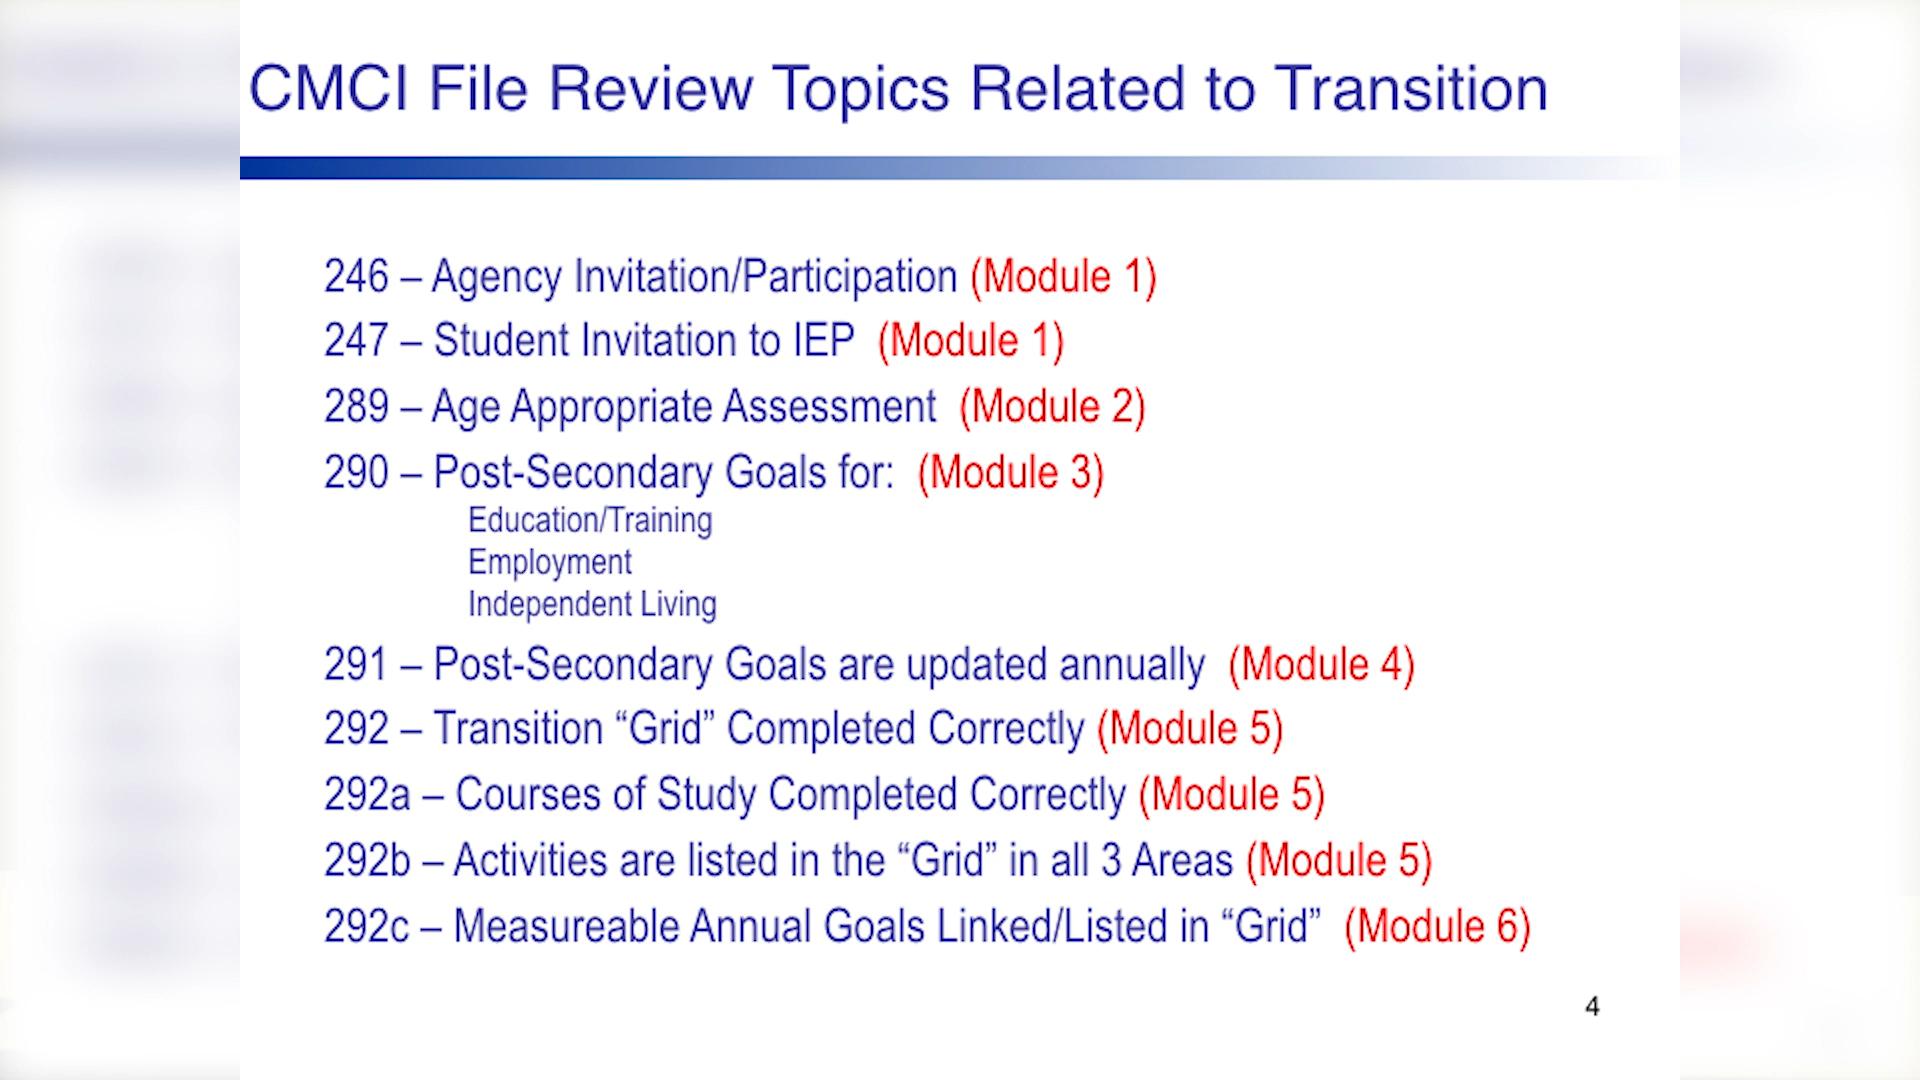 CMCI File Review Topics Related to Transition
246 – Agency Invitation/Participation (Module 1)
247 – Student Invitation to IEP (Module 1)
289 – Age Appropriate Assessment (Module 2)
290 – Post-Secondary Goals for: (Module 3)
Education/Training
Employment
Independent Living
291 – Post-Secondary Goals are updated annually (Module 4)
292 – Transition “Grid” Completed Correctly (Module 5)
292a – Courses of Study Completed Correctly (Module 5)
292b – Activities are listed in the “Grid” in all 3 Areas (Module 5)
292c – Measureable Annual Goals Linked/Listed in “Grid” (Module 6)
4